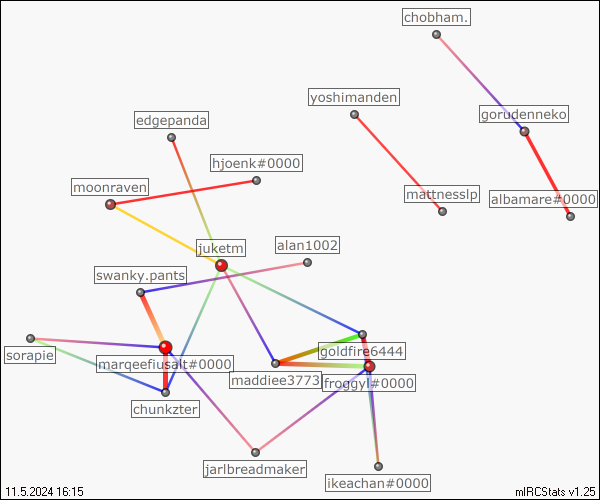 chobham.
yoshimanden
gorudenneko
edgepanda
hjoenk#0000
moonraven
mattnesslp
albamare#0000
juketm
alan1002
swanky.pants
sorapie
marqeefiusalt#0000
goldfire6444
maddiee3773
froggyl#0000
chunkzter
jarlbreadmaker
ikeachan#0000
11.5.2024 16:15
mIRCStats v1.25